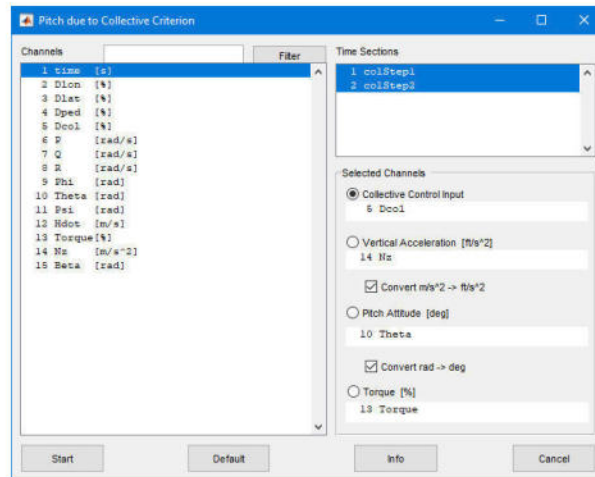 Pitch due to Collective Criterion
Channels
Filter
1 time [s]
2 Dlon [%]
3 Dlat [%]
4 Dped [%]
5 Dcol [%]
6 P [rad/s]
7 Q [rad/s]
8 R [rad/s]
9 Phi [rad]
10 Theta [rad]
11 Psi [rad]
12 Hdot [m/s]
13 Torque[%]
14 Nz [m/s^2]
15 Beta [rad]
Time Sections
1 colStep1
2 colStep2
Selected Channels
Collective Control Input
5 Dcol
Vertical Acceleration [ft/s^2]
14 Nz
Convert m/s^2 -> ft/s^2
Pitch Attitude [deg]
10 Theta
Convert rad -> deg
Torque [%]
13 Torque
Start
Default
Info
Cancel